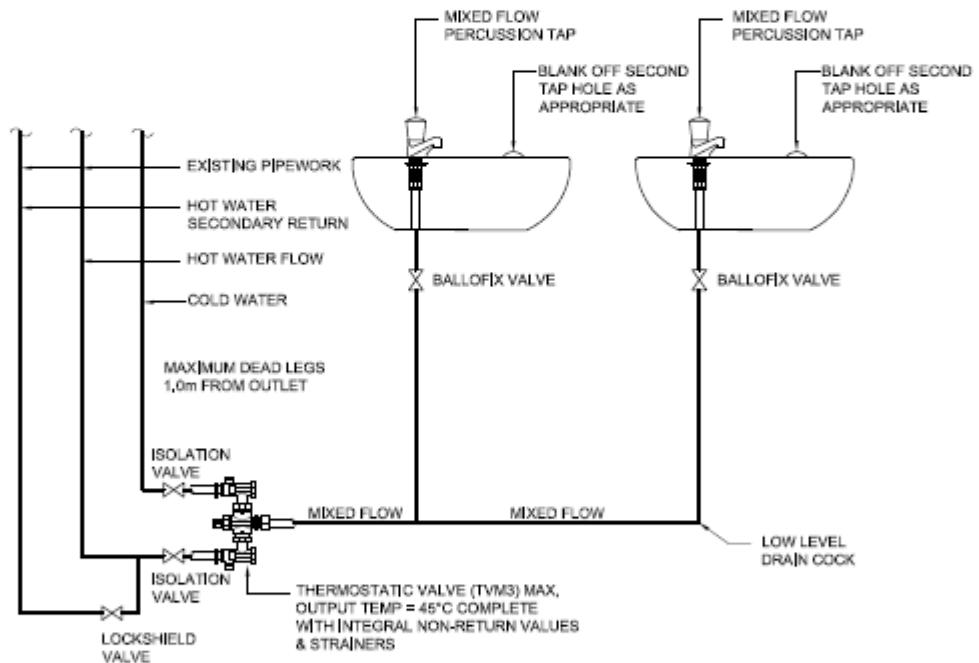 MIXED FLOW
PERCUSSION TAP
MIXED FLOW
PERCUSSION TAP
BLANK OFF SECOND
TAP HOLE AS
APPROPRIATE
BLANK OFF SECOND
TAP HOLE AS
APPROPRIATE
EXISTING PIPEWORK
HOT WATER
SECONDARY RETURN
HOT WATER FLOW
BALLOFIX VALVE
BALLOFIX VALVE
COLD WATER
MAXIMUM DEAD LEGS
1,0m FROM OUTLET
ISOLATION
VALVE
MIXED FLOW
MIXED FLOW
LOW LEVEL
DRAIN COCK
ISOLATION
VALVE
THERMOSTATIC VALVE (TVM3) MAX,
OUTPUT TEMP = 45°C COMPLETE
WITH INTEGRAL NON-RETURN VALUES
& STRAINERS
LOCKSHIELD
VALVE